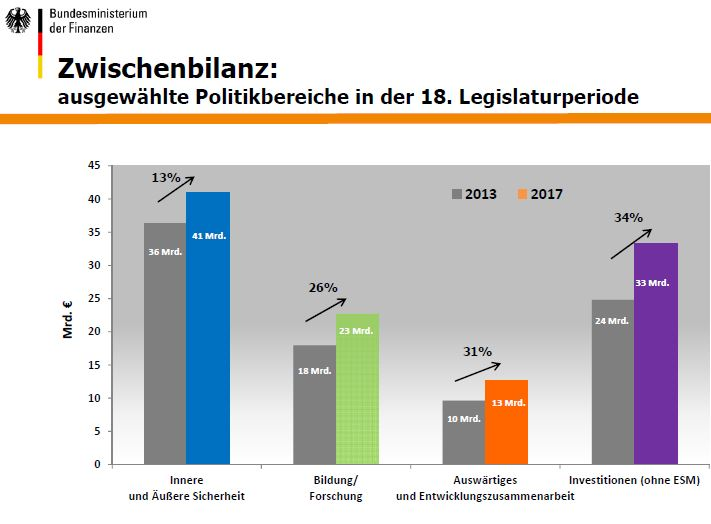 Bundesministerium
der Finanzen
Zwischenbilanz:
ausgewählte Politikbereiche in der 18. Legislaturperiode
45
40
35
30
25
20
15
10
5
0
Mrd. €
2013 2017
13%
36 Mrd.
41 Mrd.
26%
18 Mrd.
23 Mrd.
31%
10 Mrd.
13 Mrd.
34%
24 Mrd.
33 Mrd.
Innere
und Äußere Sicherheit
Bildung/
Forschung
Auswärtiges
und Entwicklungszusammenarbeit
Investitionen (ohne ESM)